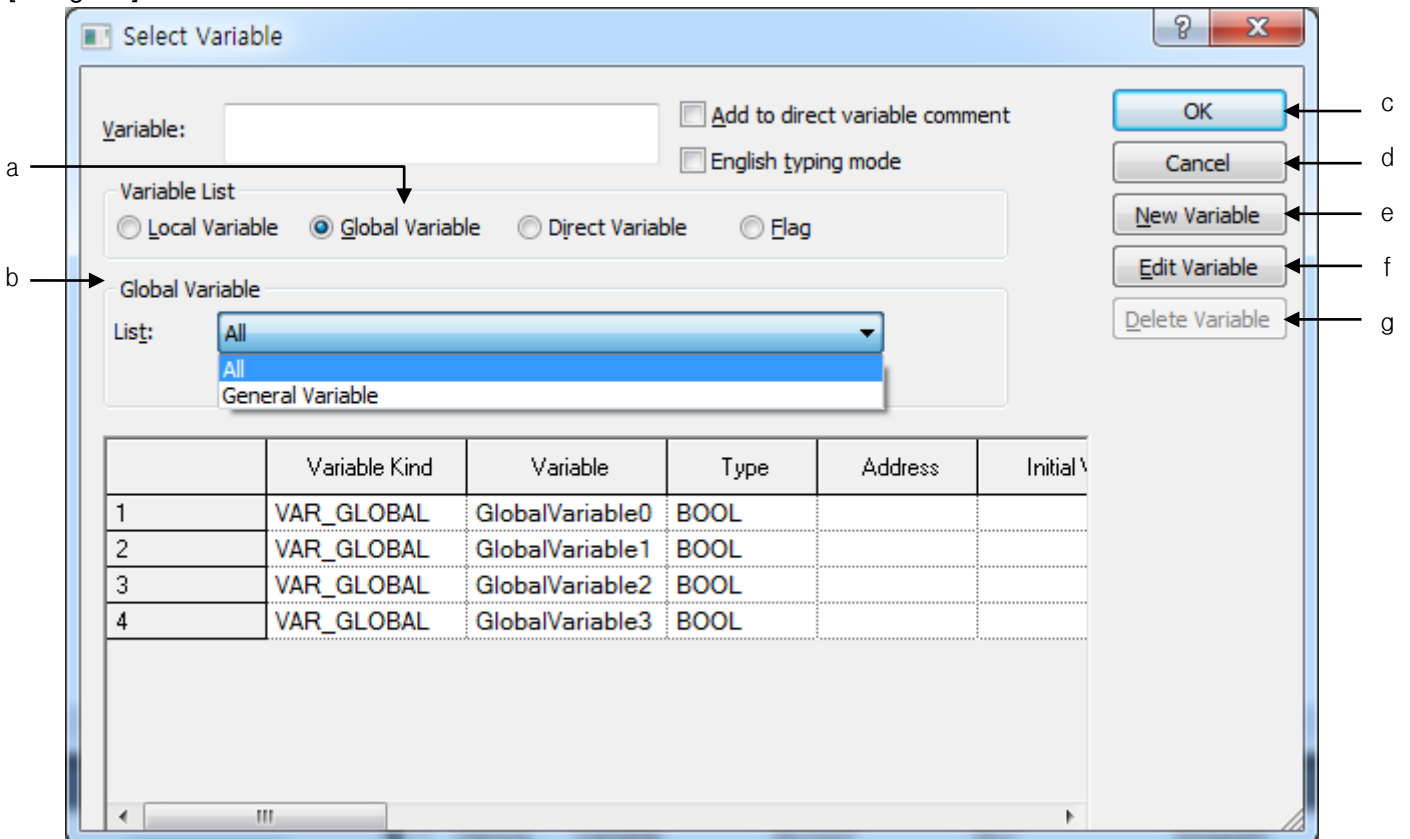 Select Variable
Variable:
Add to direct variable comment
English typing mode
Variable List
Local Variable Global Variable Direct Variable Flag
Global Variable
List: All
All
General Variable
OK
Cancel
New Variable
Edit Variable
Delete Variable
a
b
c
d
e
f
g
Variable Kind Variable Type Address Initial
1 VAR_GLOBAL GlobalVariable0 BOOL
2 VAR_GLOBAL GlobalVariable1 BOOL
3 VAR_GLOBAL GlobalVariable2 BOOL
4 VAR_GLOBAL GlobalVariable3 BOOL